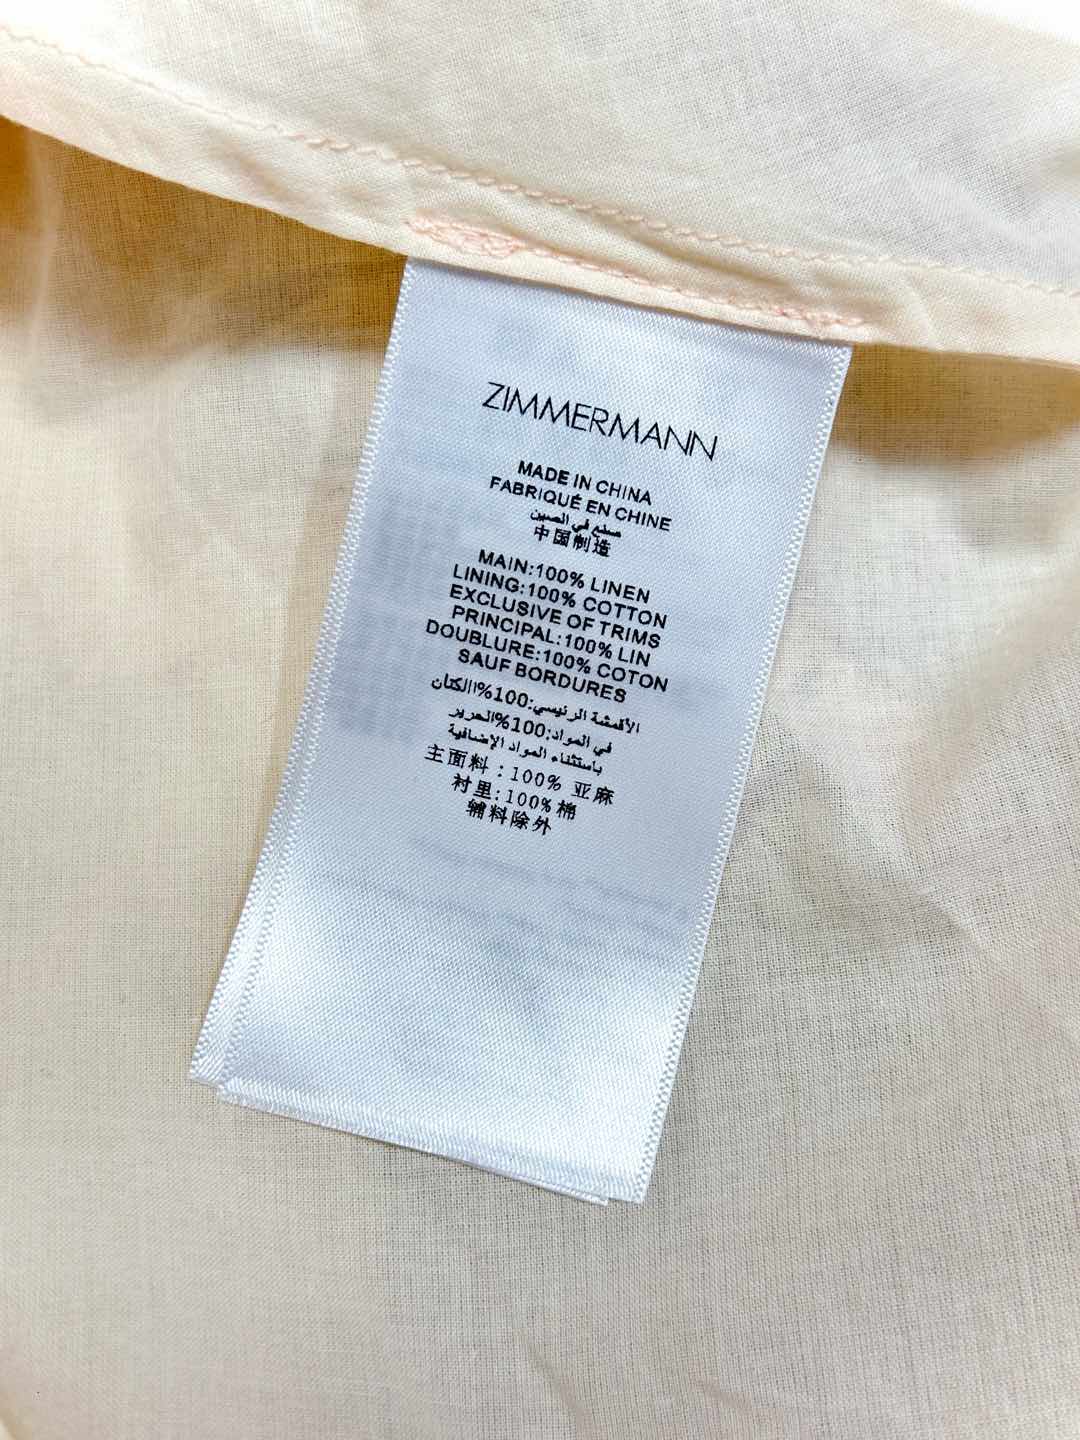 ZIMMERMANN
MADE IN CHINA
FABRIQUÉ EN CHINE
صنع في الصين
中国制造
MAIN:100% LINEN
LINING:100% COTTON
EXCLUSIVE OF TRIMS
PRINCIPAL:100% LIN
DOUBLURE:100% COTON
SAUF BORDURES
الأقمشة الرئيسي:100%االكتان
في المواد:100%الحرير
باستثناء المواد الإضافية
主面料：100% 亚麻
衬里:100%棉
辅料除外